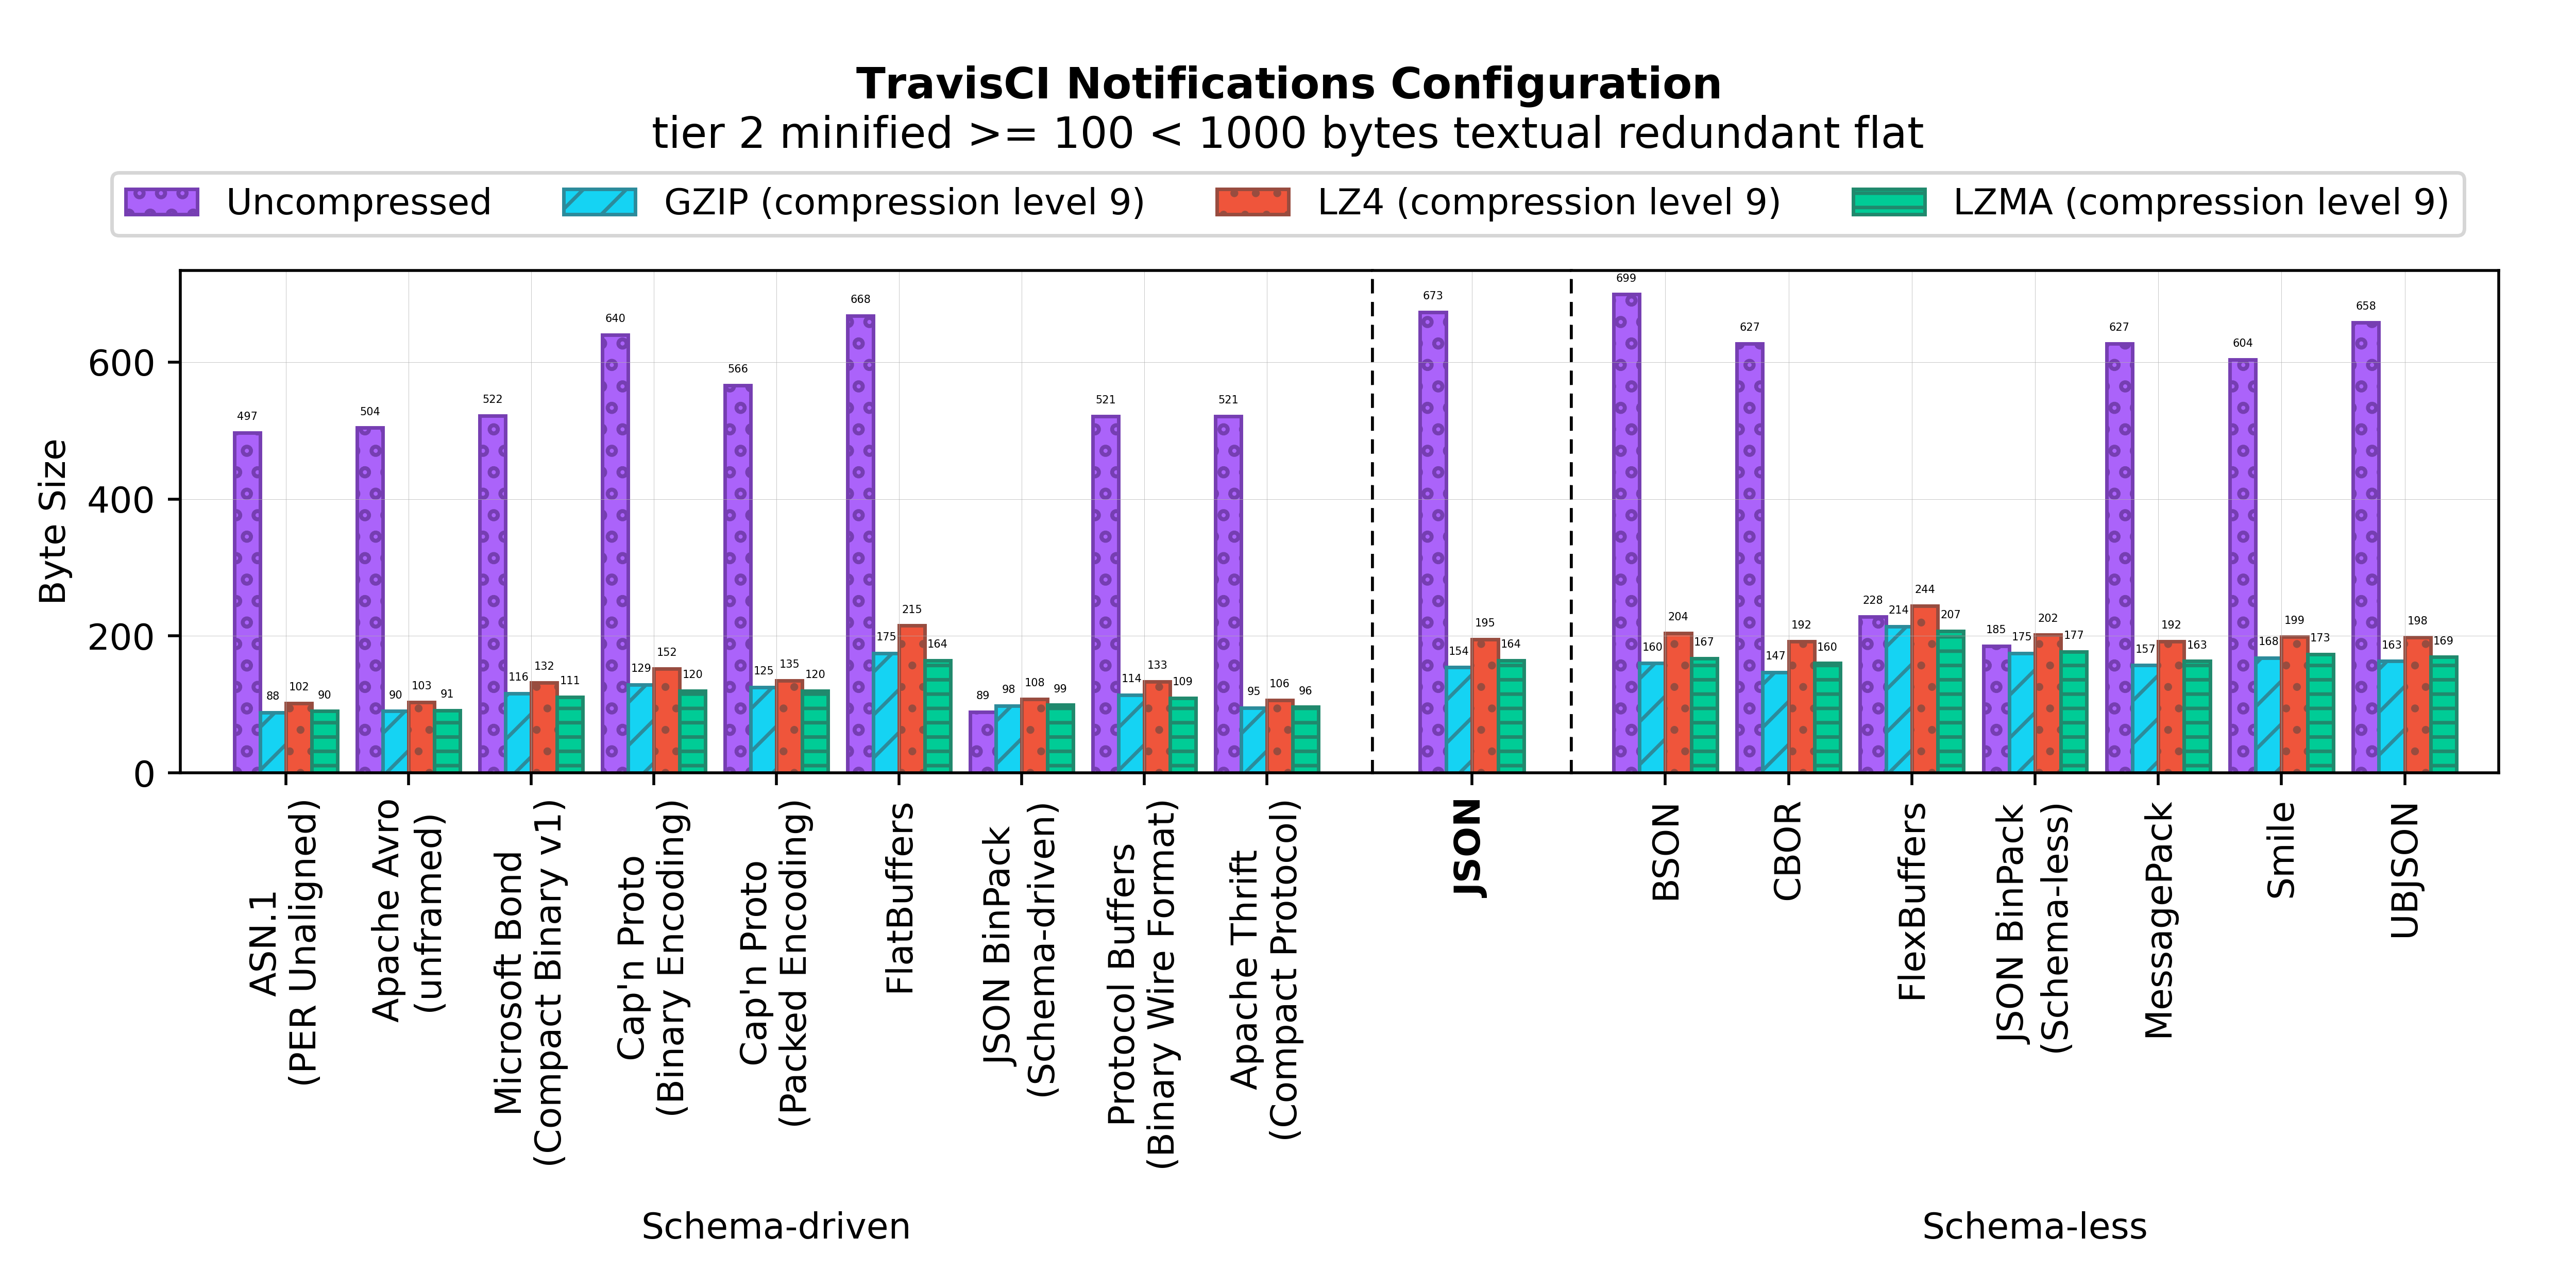 TravisCI Notifications Configuration
tier 2 minified >= 100 < 1000 bytes textual redundant flat
Uncompressed GZIP (compression level 9) LZ4 (compression level 9) LZMA (compression level 9)
Byte Size
600
400
200
0
497 88 102 90
504 90 103 91
522 116 132 111
640 129 152 120
566 125 135 120
668 175 215 164
89 98 108 99
521 114 133 109
521 95 106 96
673 154 195 164
699 160 204 167
627 147 192 160
228 214 244 207
185 175 202 177
627 157 192 163
604 168 199 173
658 163 198 169
ASN.1
(PER Unaligned)
Apache Avro
(unframed)
Microsoft Bond
(Compact Binary v1)
Cap'n Proto
(Binary Encoding)
Cap'n Proto
(Packed Encoding)
FlatBuffers
JSON BinPack
(Schema-driven)
Protocol Buffers
(Binary Wire Format)
Apache Thrift
(Compact Protocol)
JSON
BSON
CBOR
FlexBuffers
JSON BinPack
(Schema-less)
MessagePack
Smile
UBJSON
Schema-driven
Schema-less